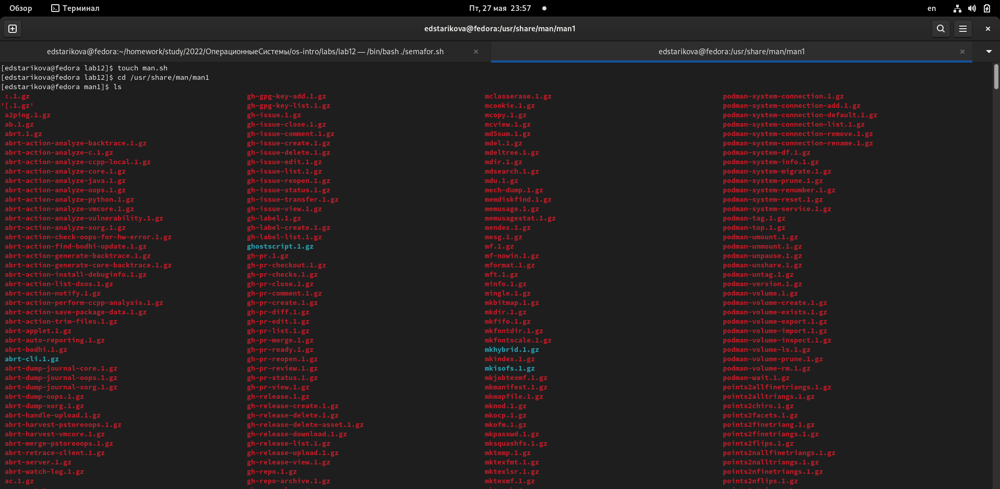 Обзор Терминал Пт, 27 мая 23:57 en
edstarikova@fedora:/usr/share/man/man1
edstarikova@fedora:~/homework/study/2022/ОперационныеСистемы/os-intro/labs/lab12 — /bin/bash ./semafor.sh edstarikova@fedora:/usr/share/man/man1
[edstarikova@fedora lab12]$ touch man.sh
[edstarikova@fedora lab12]$ cd /usr/share/man/man1
[edstarikova@fedora man1]$ ls
:.1.gz gh-gpg-key-add.1.gz mclasserase.1.gz podman-system-connection.1.gz
'[.1.gz' gh-gpg-key-list.1.gz mcookie.1.gz podman-system-connection-add.1.gz
a2ping.1.gz gh-issue.1.gz mcopy.1.gz podman-system-connection-default.1.gz
ab.1.gz gh-issue-close.1.gz mcview.1.gz podman-system-connection-list.1.gz
abrt.1.gz gh-issue-comment.1.gz md5sum.1.gz podman-system-connection-remove.1.gz
abrt-action-analyze-backtrace.1.gz gh-issue-create.1.gz mdel.1.gz podman-system-connection-rename.1.gz
abrt-action-analyze-c.1.gz gh-issue-delete.1.gz mdeltree.1.gz podman-system-df.1.gz
abrt-action-analyze-ccpp-local.1.gz gh-issue-edit.1.gz mdir.1.gz podman-system-info.1.gz
abrt-action-analyze-core.1.gz gh-issue-list.1.gz mdsearch.1.gz podman-system-migrate.1.gz
abrt-action-analyze-java.1.gz gh-issue-reopen.1.gz mdu.1.gz podman-system-prune.1.gz
abrt-action-analyze-oops.1.gz gh-issue-status.1.gz mech-dump.1.gz podman-system-renumber.1.gz
abrt-action-analyze-python.1.gz gh-issue-transfer.1.gz memdiskfind.1.gz podman-system-reset.1.gz
abrt-action-analyze-vmcore.1.gz gh-issue-view.1.gz memusage.1.gz podman-system-service.1.gz
abrt-action-analyze-vulnerability.1.gz gh-label.1.gz memusagestat.1.gz podman-tag.1.gz
abrt-action-analyze-xorg.1.gz gh-label-create.1.gz mendex.1.gz podman-top.1.gz
abrt-action-check-oops-for-hw-error.1.gz gh-label-list.1.gz mesg.1.gz podman-umount.1.gz
abrt-action-find-bodhi-update.1.gz ghostscript.1.gz mf.1.gz podman-unmount.1.gz
abrt-action-generate-backtrace.1.gz gh-pr.1.gz mf-nowin.1.gz podman-unpause.1.gz
abrt-action-generate-core-backtrace.1.gz gh-pr-checkout.1.gz mformat.1.gz podman-unshare.1.gz
abrt-action-install-debuginfo.1.gz gh-pr-checks.1.gz mft.1.gz podman-untag.1.gz
abrt-action-list-dsos.1.gz gh-pr-close.1.gz minfo.1.gz podman-version.1.gz
abrt-action-notify.1.gz gh-pr-comment.1.gz mingle.1.gz podman-volume.1.gz
abrt-action-perform-ccpp-analysis.1.gz gh-pr-create.1.gz mkbitmap.1.gz podman-volume-create.1.gz
abrt-action-save-package-data.1.gz gh-pr-diff.1.gz mkdir.1.gz podman-volume-exists.1.gz
abrt-action-trim-files.1.gz gh-pr-edit.1.gz mkfifo.1.gz podman-volume-export.1.gz
abrt-applet.1.gz gh-pr-list.1.gz mkfontdir.1.gz podman-volume-import.1.gz
abrt-auto-reporting.1.gz gh-pr-merge.1.gz mkfontscale.1.gz podman-volume-inspect.1.gz
abrt-bodhi.1.gz gh-pr-ready.1.gz mkhybrid.1.gz podman-volume-ls.1.gz
abrt-cli.1.gz gh-pr-reopen.1.gz mkindex.1.gz podman-volume-prune.1.gz
abrt-dump-journal-core.1.gz gh-pr-review.1.gz mkisofs.1.gz podman-volume-rm.1.gz
abrt-dump-journal-oops.1.gz gh-pr-status.1.gz mkjobtexmf.1.gz podman-wait.1.gz
abrt-dump-journal-xorg.1.gz gh-pr-view.1.gz mkmanifest.1.gz points2allfinetriangs.1.gz
abrt-dump-oops.1.gz gh-release.1.gz mkmapfile.1.gz points2alltriangs.1.gz
abrt-dump-xorg.1.gz gh-release-create.1.gz mknod.1.gz points2chiro.1.gz
abrt-handle-upload.1.gz gh-release-delete.1.gz mkocp.1.gz points2facets.1.gz
abrt-harvest-pstoreoops.1.gz gh-release-delete-asset.1.gz mkofm.1.gz points2finetriang.1.gz
abrt-harvest-vmcore.1.gz gh-release-download.1.gz mkpasswd.1.gz points2finetriangs.1.gz
abrt-merge-pstoreoops.1.gz gh-release-list.1.gz mksquashfs.1.gz points2flips.1.gz
abrt-retrace-client.1.gz gh-release-upload.1.gz mktemp.1.gz points2nallfinetriangs.1.gz
abrt-server.1.gz gh-release-view.1.gz mktexfmt.1.gz points2nalltriangs.1.gz
abrt-watch-log.1.gz gh-repo.1.gz mktexlsr.1.gz points2nfinetriangs.1.gz
ac.1.gz gh-repo-archive.1.gz mktexmf.1.gz points2nflips.1.gz